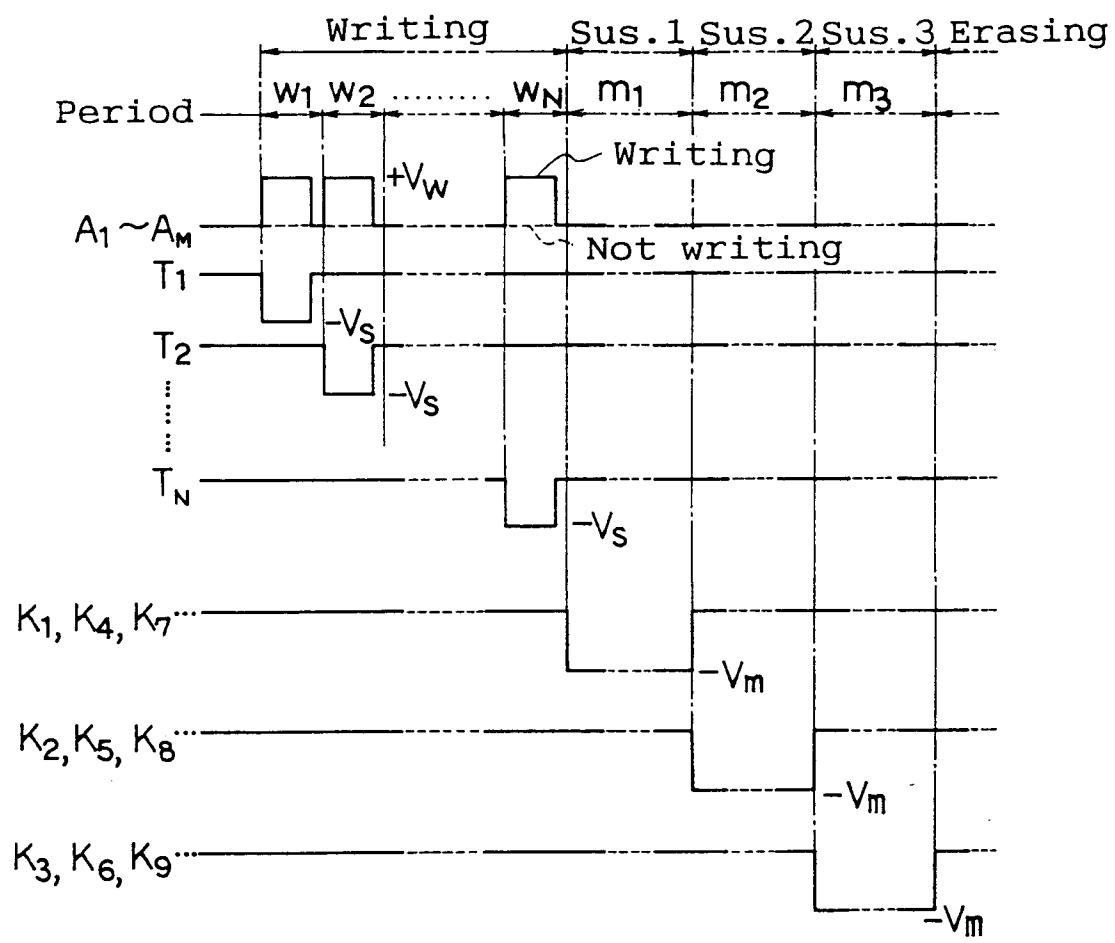 Writing Sus.1 Sus.2 Sus.3 Erasing
Period W1 W2 ......... WN m1 m2 m3
Writing
+VW
A1 ~ AM
Not writing
T1
-VS
T2
-VS
TN
-VS
K1, K4, K7...
-Vm
K2, K5, K8...
-Vm
K3, K6, K9...
-Vm